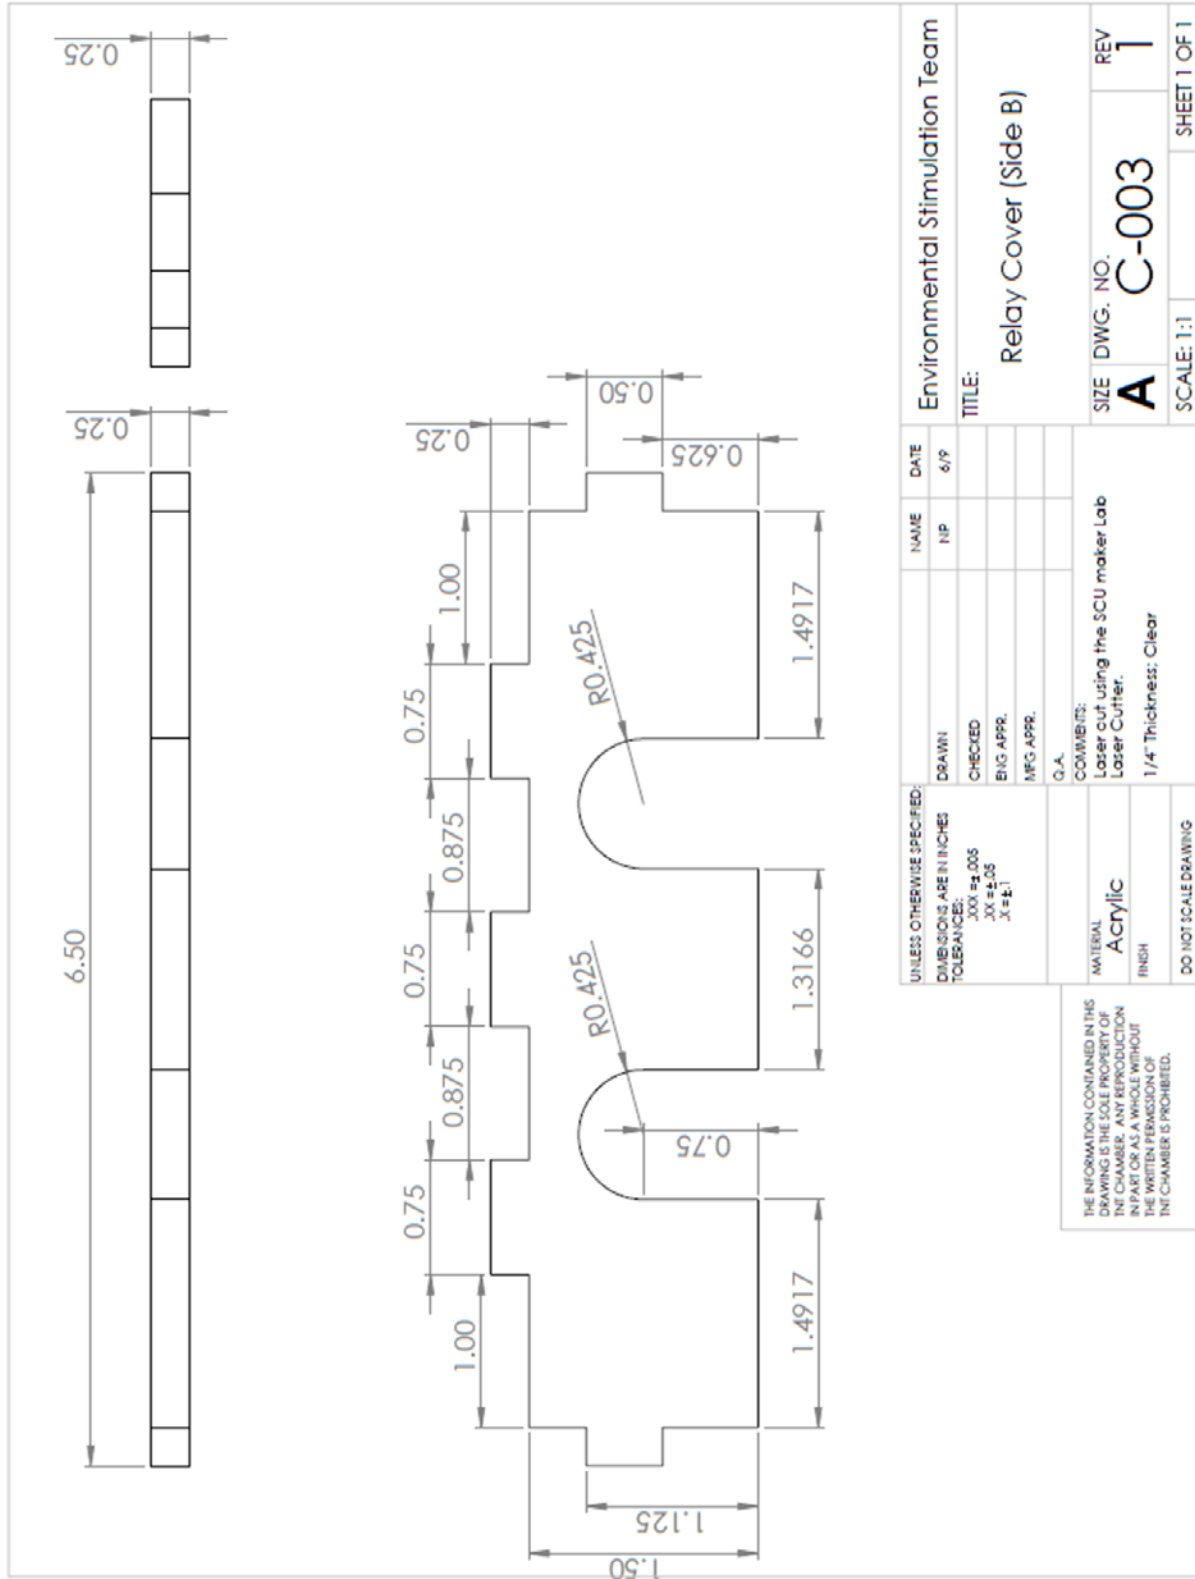 0.25
6.50
0.25
0.75
0.75
0.75
1.00
0.875
0.875
1.00
0.25
R0.425
R0.425
0.50
0.625
0.75
1.125
1.50
1.4917
1.3166
1.4917
THE INFORMATION CONTAINED IN THIS
DRAWING IS THE SOLE PROPERTY OF
TNT CHAMBER. ANY REPRODUCTION
IN PART OR AS A WHOLE WITHOUT
THE WRITTEN PERMISSION OF
TNT CHAMBER IS PROHIBITED.
UNLESS OTHERWISE SPECIFIED:
DIMENSIONS ARE IN INCHES
TOLERANCES:
.XXX =±.005
.XX =±.05
.X =±.1
MATERIAL
Acrylic
FINISH
DO NOT SCALE DRAWING
NAME DATE
DRAWN NP 6/9
CHECKED
ENG APPR.
MFG APPR.
Q.A.
COMMENTS:
Laser cut using the SCU maker Lab
Laser Cutter.
1/4" Thickness; Clear
Environmental Stimulation Team
TITLE:
Relay Cover (Side B)
SIZE DWG. NO. REV
A C-003 1
SCALE: 1:1 SHEET 1 OF 1